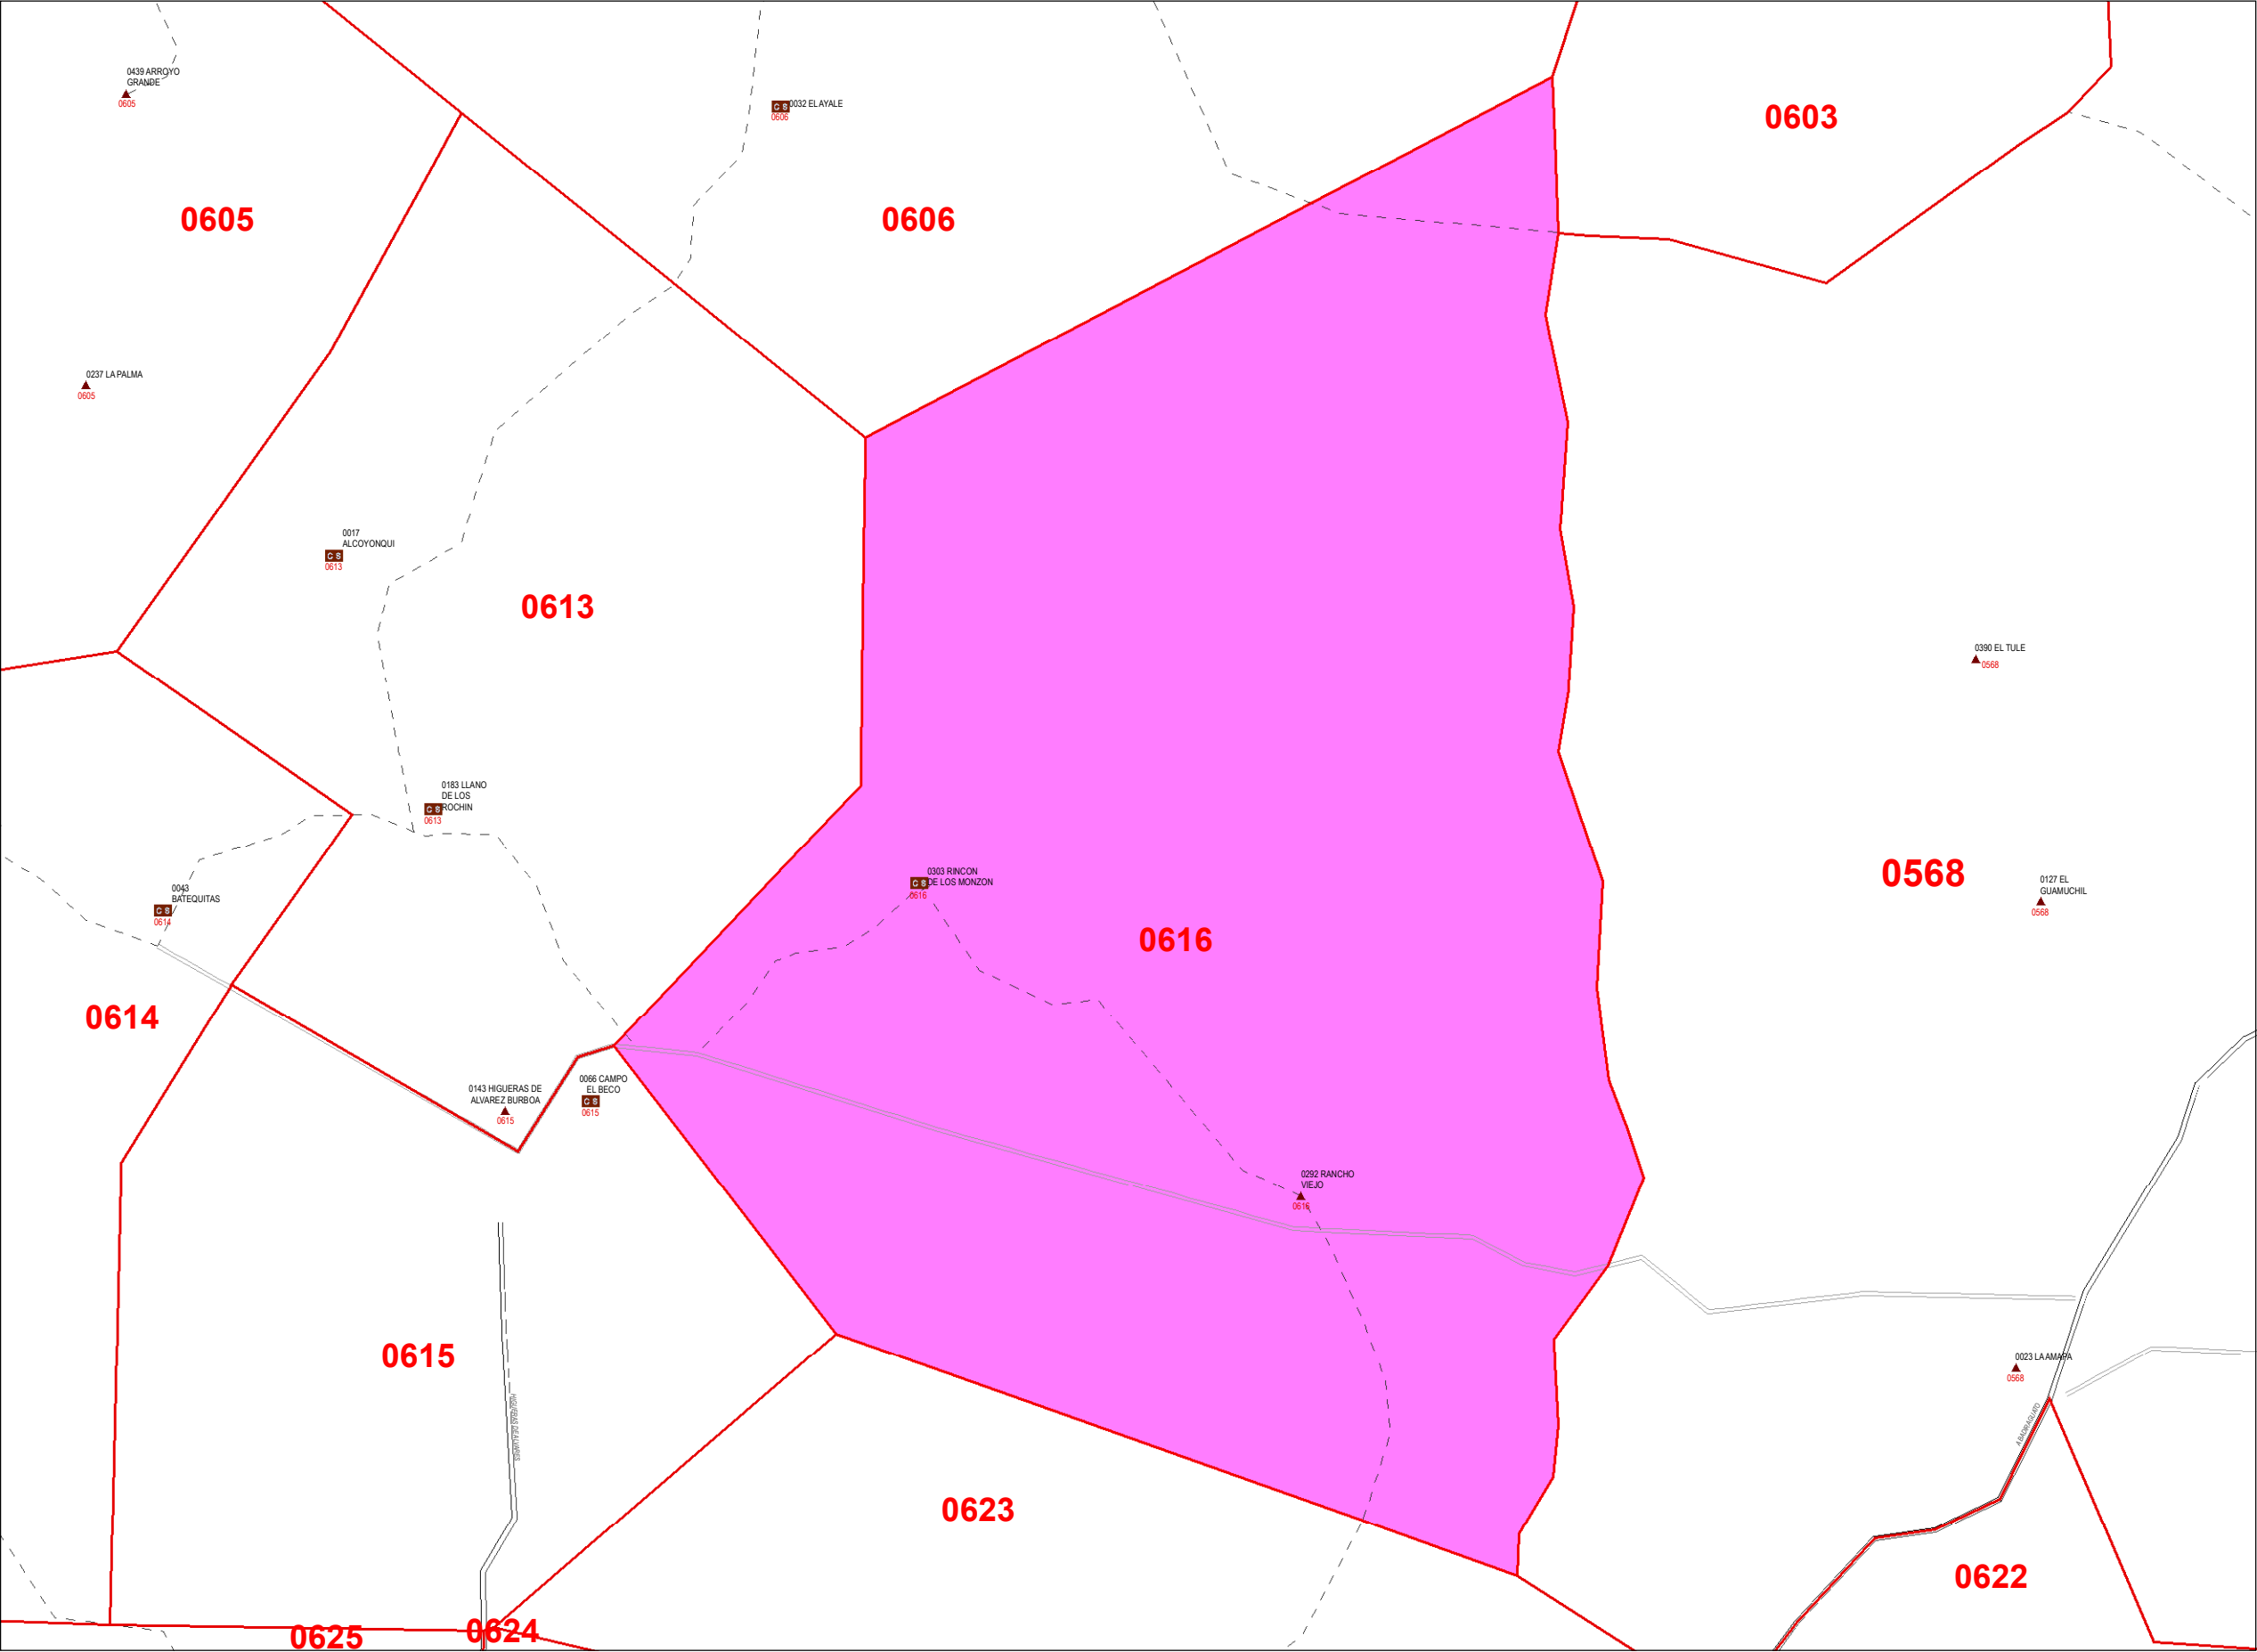 0439 ARROYO
GRANDE
0605
C S
0032 EL AYALE
0606
0603
0605
0606
0237 LA PALMA
0605
0017
ALCOYONQUI
C S
0613
0613
0390 EL TULE
0568
0183 LLANO
DE LOS
ROCHIN
C S
0613
0303 RINCON
DE LOS MONZON
C S
0616
0568
0127 EL
GUAMUCHIL
0568
0043
BATEQUITAS
C S
0614
0616
0614
0143 HIGUERAS DE
ALVAREZ BURBOA
0615
0066 CAMPO
EL BECO
C S
0615
0292 RANCHO
VIEJO
0616
0615
0023 LA AMAPA
0568
A BADIRAGUATO
0623
0622
0625
0624